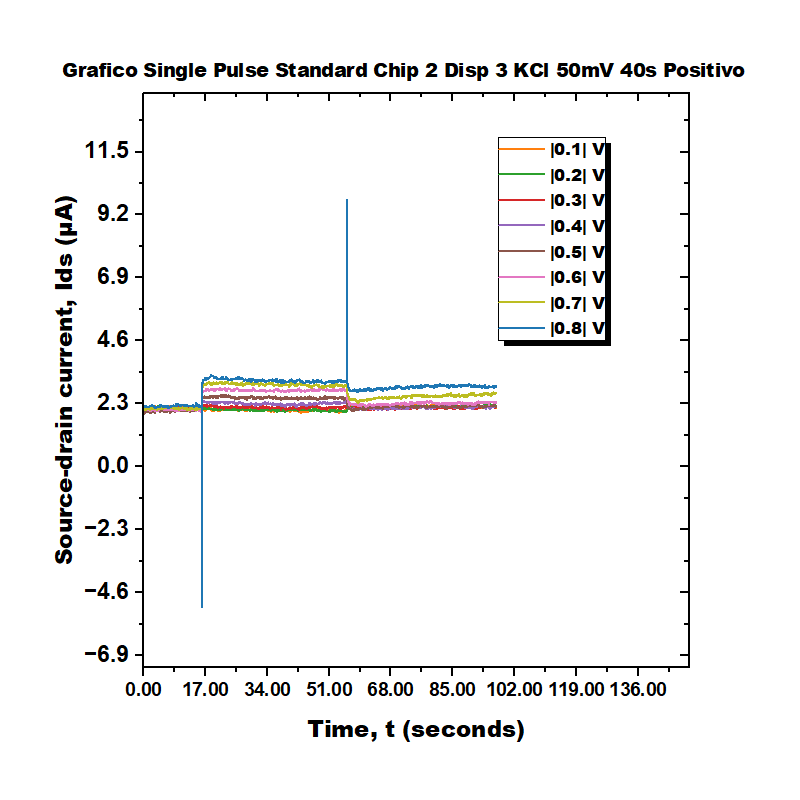 Grafico Single Pulse Standard Chip 2 Disp 3 KCl 50mV 40s Positivo
11.5
9.2
6.9
4.6
2.3
0.0
−2.3
−4.6
−6.9
Source-drain current, Ids (µA)
|0.1| V
|0.2| V
|0.3| V
|0.4| V
|0.5| V
|0.6| V
|0.7| V
|0.8| V
0.00 17.00 34.00 51.00 68.00 85.00 102.00 119.00 136.00
Time, t (seconds)